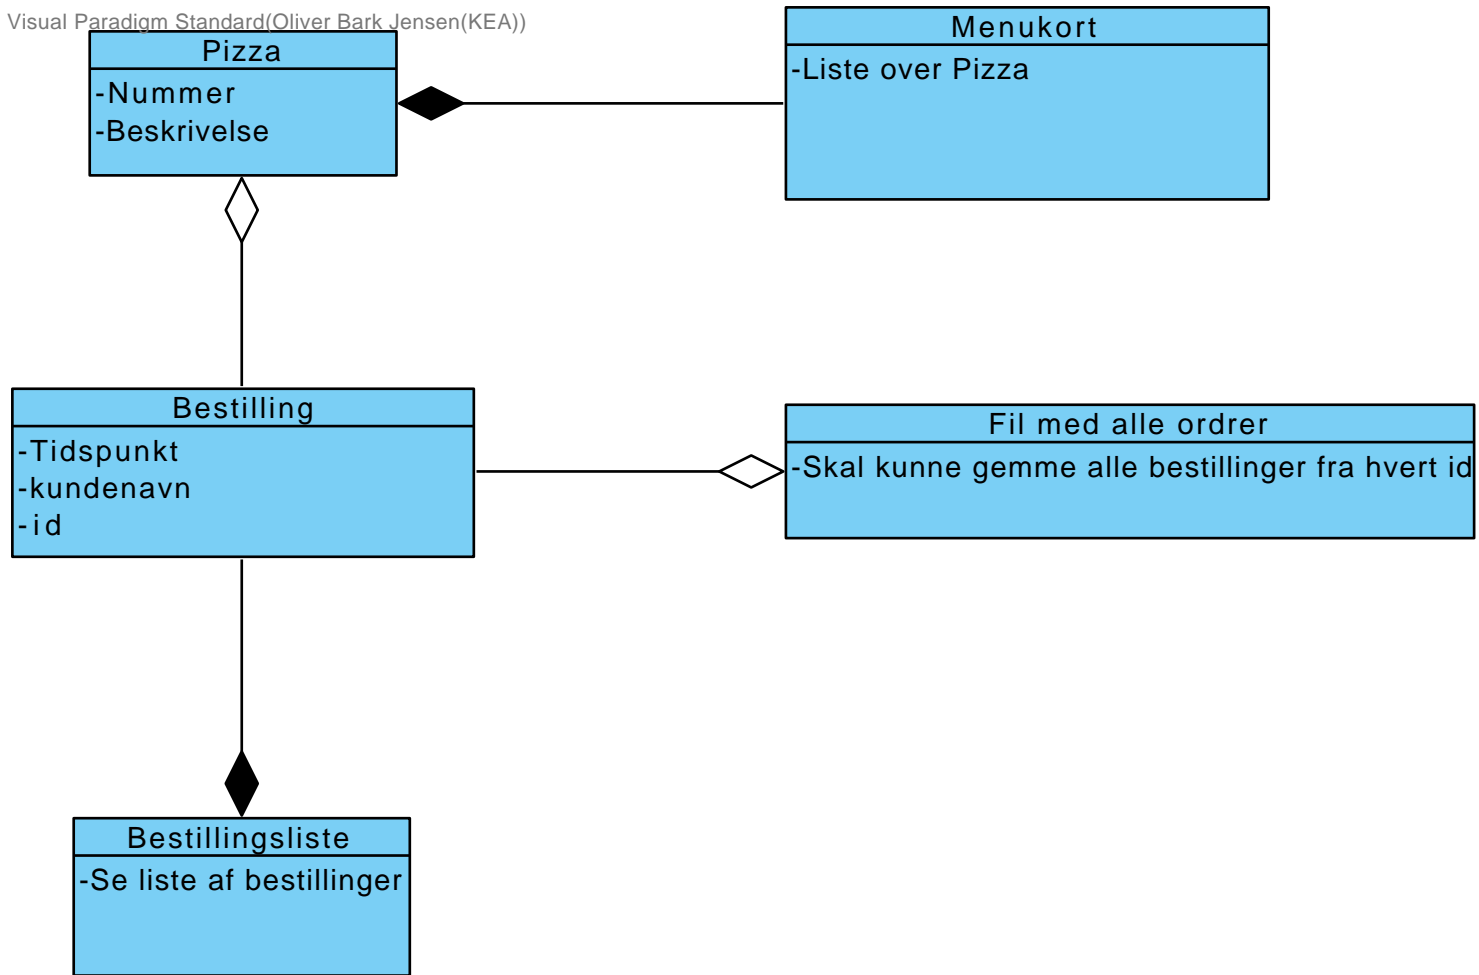 Visual Paradigm Standard(Oliver Bark Jensen(KEA))
Pizza
-Nummer
-Beskrivelse
Menukort
-Liste over Pizza
Bestilling
-Tidspunkt
-kundenavn
-id
Fil med alle ordrer
-Skal kunne gemme alle bestillinger fra hvert id
Bestillingsliste
-Se liste af bestillinger